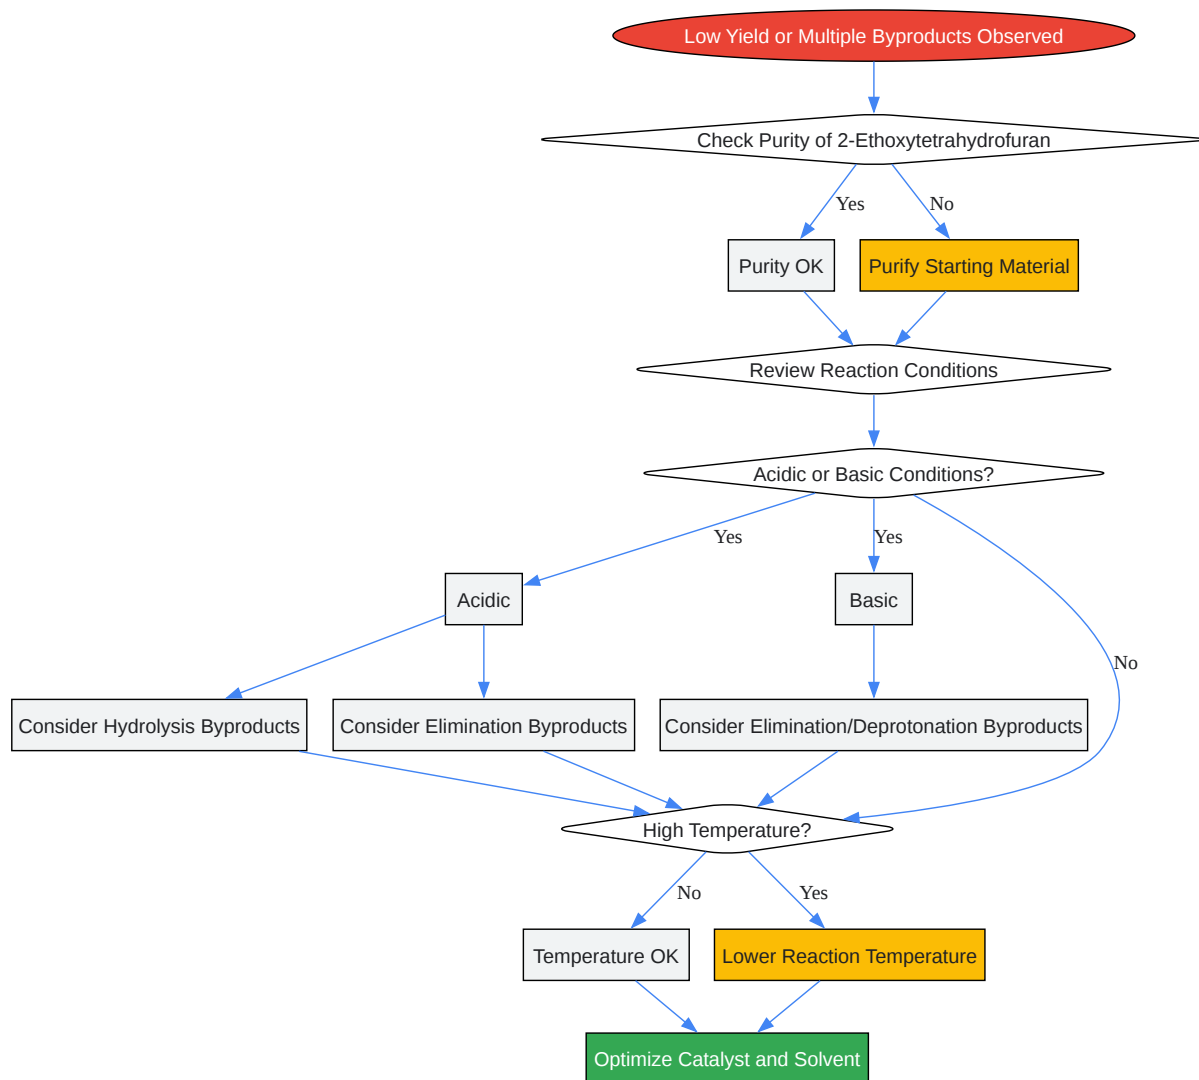 Low Yield or Multiple Byproducts Observed
Check Purity of 2-Ethoxytetrahydrofuran
Yes
No
Purity OK
Purify Starting Material
Review Reaction Conditions
Acidic or Basic Conditions?
Yes
Yes
Acidic
Basic
No
Consider Hydrolysis Byproducts
Consider Elimination Byproducts
Consider Elimination/Deprotonation Byproducts
High Temperature?
No
Yes
Temperature OK
Lower Reaction Temperature
Optimize Catalyst and Solvent